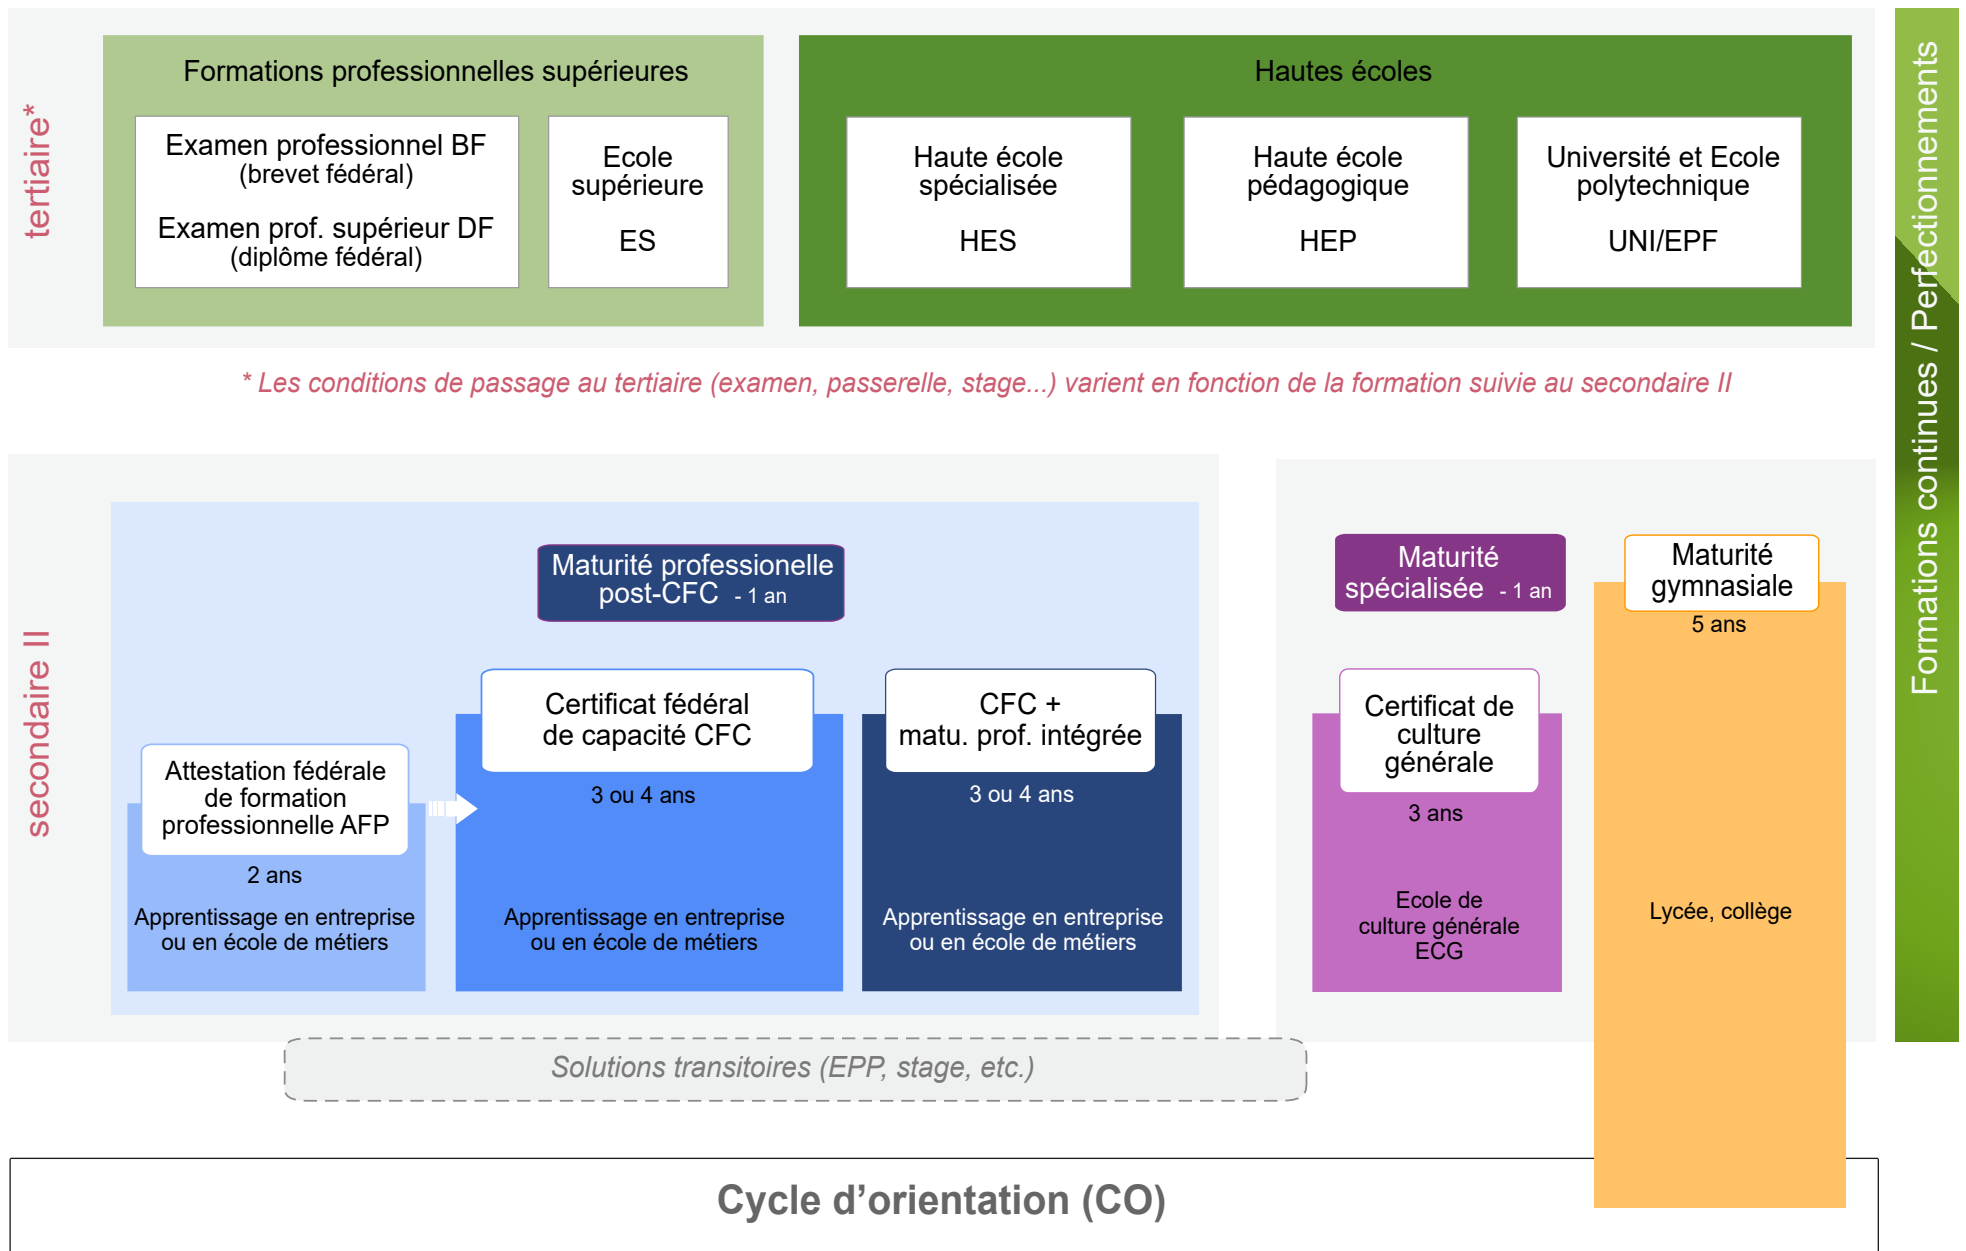 tertiaire*
Formations professionnelles supérieures
Examen professionnel BF
(brevet fédéral)
Examen prof. supérieur DF
(diplôme fédéral)
Ecole
supérieure
ES
Hautes écoles
Haute école
spécialisée
HES
Haute école
pédagogique
HEP
Université et Ecole
polytechnique
UNI/EPF
Formations continues / Perfectionnements
* Les conditions de passage au tertiaire (examen, passerelle, stage...) varient en fonction de la formation suivie au secondaire II
secondaire II
Maturité professionelle
post-CFC - 1 an
Attestation fédérale
de formation
professionnelle AFP
2 ans
Apprentissage en entreprise
ou en école de métiers
Certificat fédéral
de capacité CFC
3 ou 4 ans
Apprentissage en entreprise
ou en école de métiers
CFC +
matu. prof. intégrée
3 ou 4 ans
Apprentissage en entreprise
ou en école de métiers
Maturité
spécialisée - 1 an
Certificat de
culture
générale
3 ans
Ecole de
culture générale
ECG
Maturité
gymnasiale
5 ans
Lycée, collège
Solutions transitoires (EPP, stage, etc.)
Cycle d'orientation (CO)